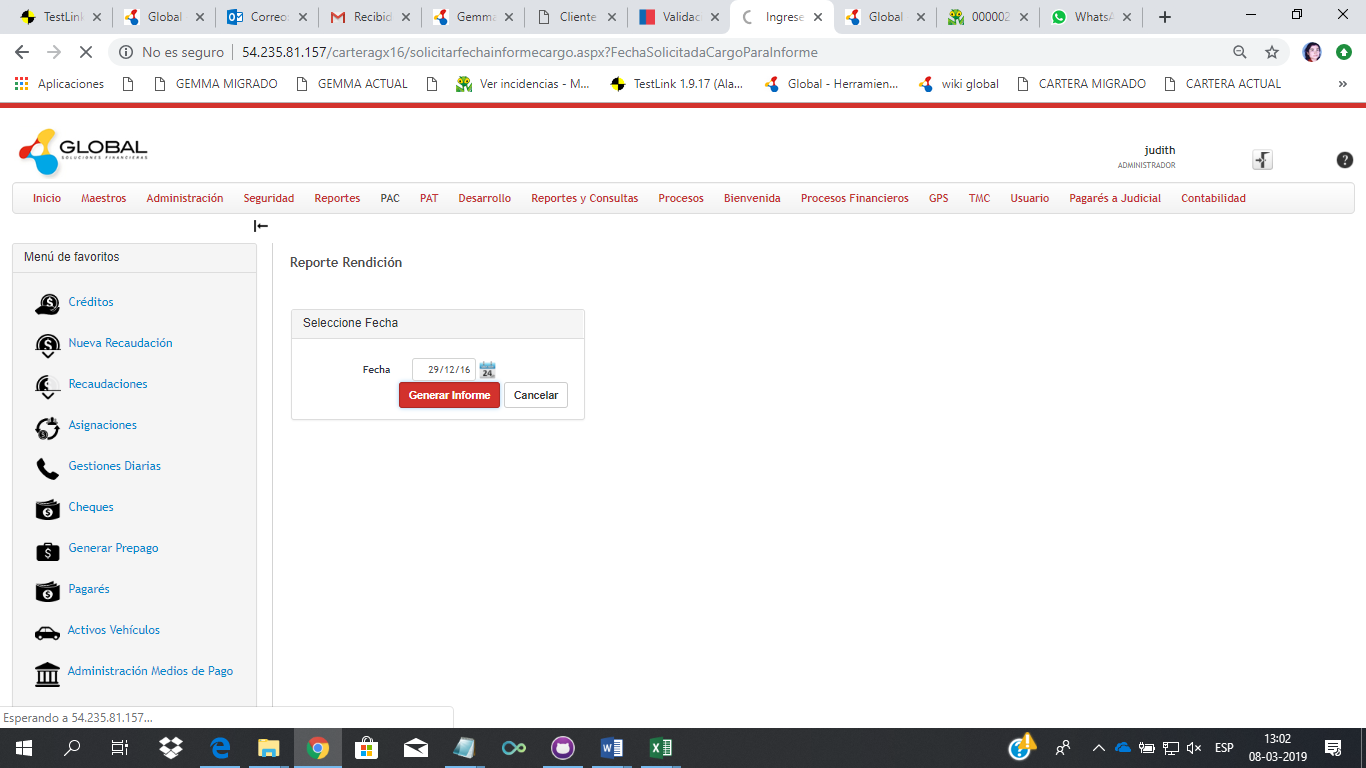 TestLink
Global
Correo:
Recibid
Gemma
Cliente
Validac
Ingrese
Global
000002
WhatsA
No es seguro
54.235.81.157/carteragx16/solicitarfechainformecargo.aspx?FechaSolicitadaCargoParaInforme
Aplicaciones
GEMMA MIGRADO
GEMMA ACTUAL
Ver incidencias - M...
TestLink 1.9.17 (Ala...
Global - Herramien...
wiki global
CARTERA MIGRADO
CARTERA ACTUAL
»
GLOBAL
SOLUCIONES FINANCIERAS
judith
ADMINISTRADOR
Inicio Maestros Administración Seguridad Reportes PAC PAT Desarrollo Reportes y Consultas Procesos Bienvenida Procesos Financieros GPS TMC Usuario Pagarés a Judicial Contabilidad
Menú de favoritos
Créditos
Nueva Recaudación
Recaudaciones
Asignaciones
Gestiones Diarias
Cheques
Generar Prepago
Pagarés
Activos Vehículos
Administración Medios de Pago
Reporte Rendición
Seleccione Fecha
Fecha 29/12/16
Generar Informe Cancelar
Esperando a 54.235.81.157...
ESP
13:02
08-03-2019